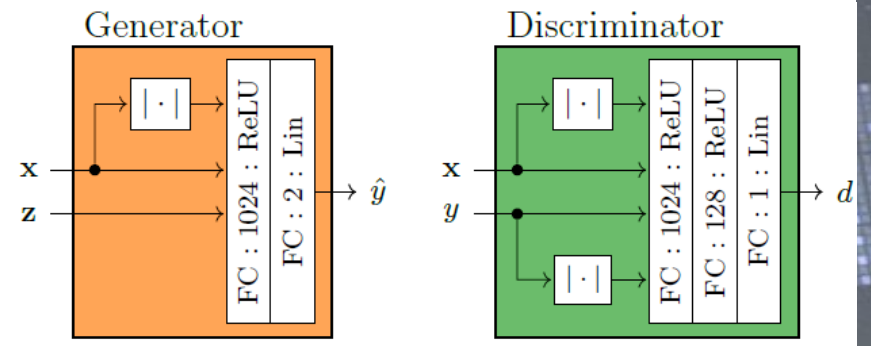 Generator
| · |
x
z
FC : 1024 : ReLU
FC : 2 : Lin
ŷ
Discriminator
| · |
x
y
| · |
FC : 1024 : ReLU
FC : 128 : ReLU
FC : 1 : Lin
d